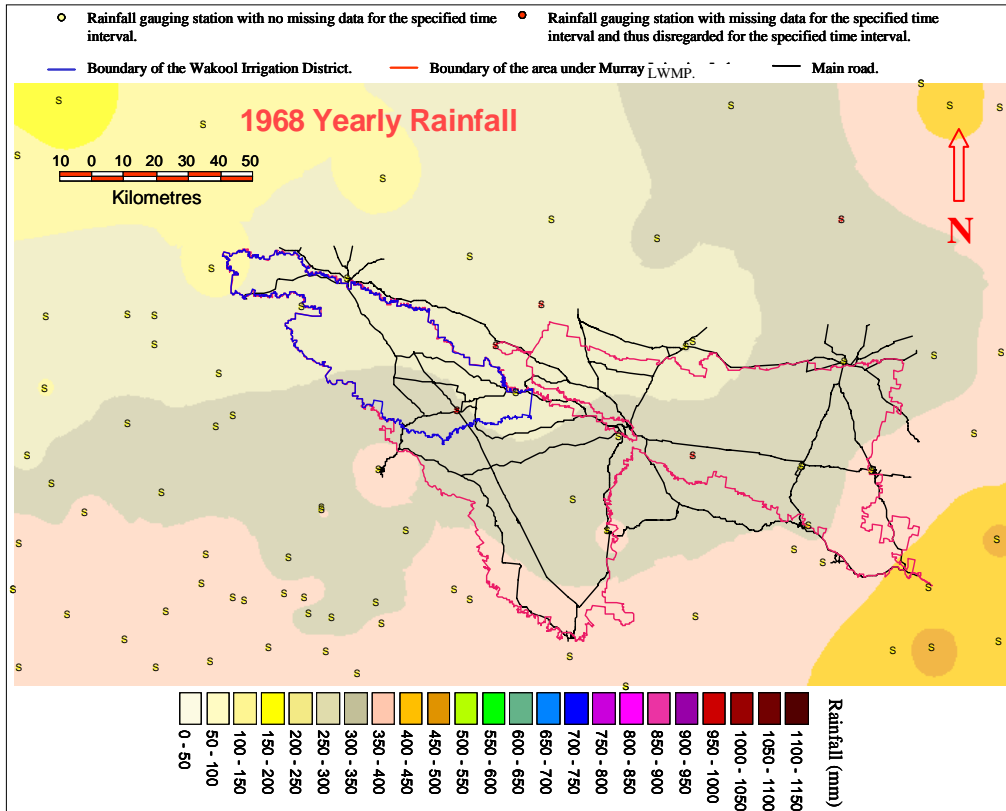 Rainfall gauging station with no missing data for the specified time
interval.
Rainfall gauging station with missing data for the specified time
interval and thus disregarded for the specified time interval.
Boundary of the Wakool Irrigation District.
Boundary of the area under Murray LWMP.
Main road.
1968 Yearly Rainfall
10 0 10 20 30 40 50
Kilometres
N
0 - 50
50 - 100
100 - 150
150 - 200
200 - 250
250 - 300
300 - 350
350 - 400
400 - 450
450 - 500
500 - 550
550 - 600
600 - 650
650 - 700
700 - 750
750 - 800
800 - 850
850 - 900
900 - 950
950 - 1000
1000 - 1050
1050 - 1100
1100 - 1150
Rainfall (mm)